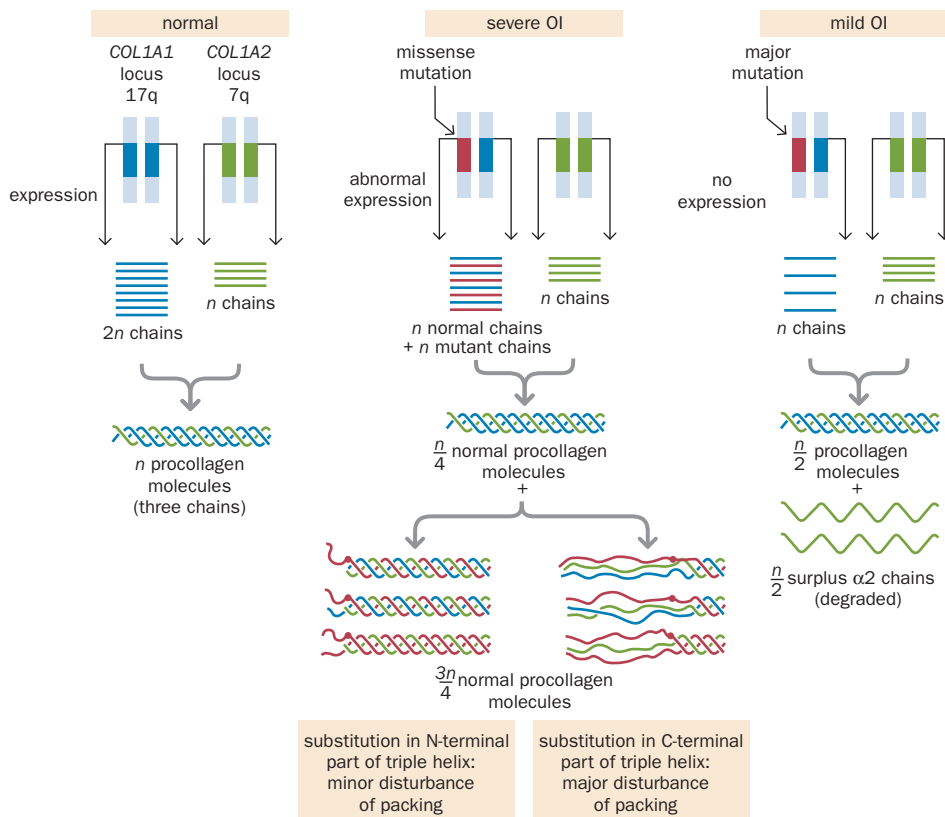 normal
COL1A1
locus
17q
COL1A2
locus
7q
expression
2n chains
n chains
n procollagen
molecules
(three chains)
severe OI
missense
mutation
abnormal
expression
n normal chains
+ n mutant chains
n chains
n/4 normal procollagen
molecules
+
3n/4 normal procollagen
molecules
substitution in N-terminal
part of triple helix:
minor disturbance
of packing
substitution in C-terminal
part of triple helix:
major disturbance
of packing
mild OI
major
mutation
no
expression
n chains
n chains
n/2 procollagen
molecules
+
n/2 surplus α2 chains
(degraded)